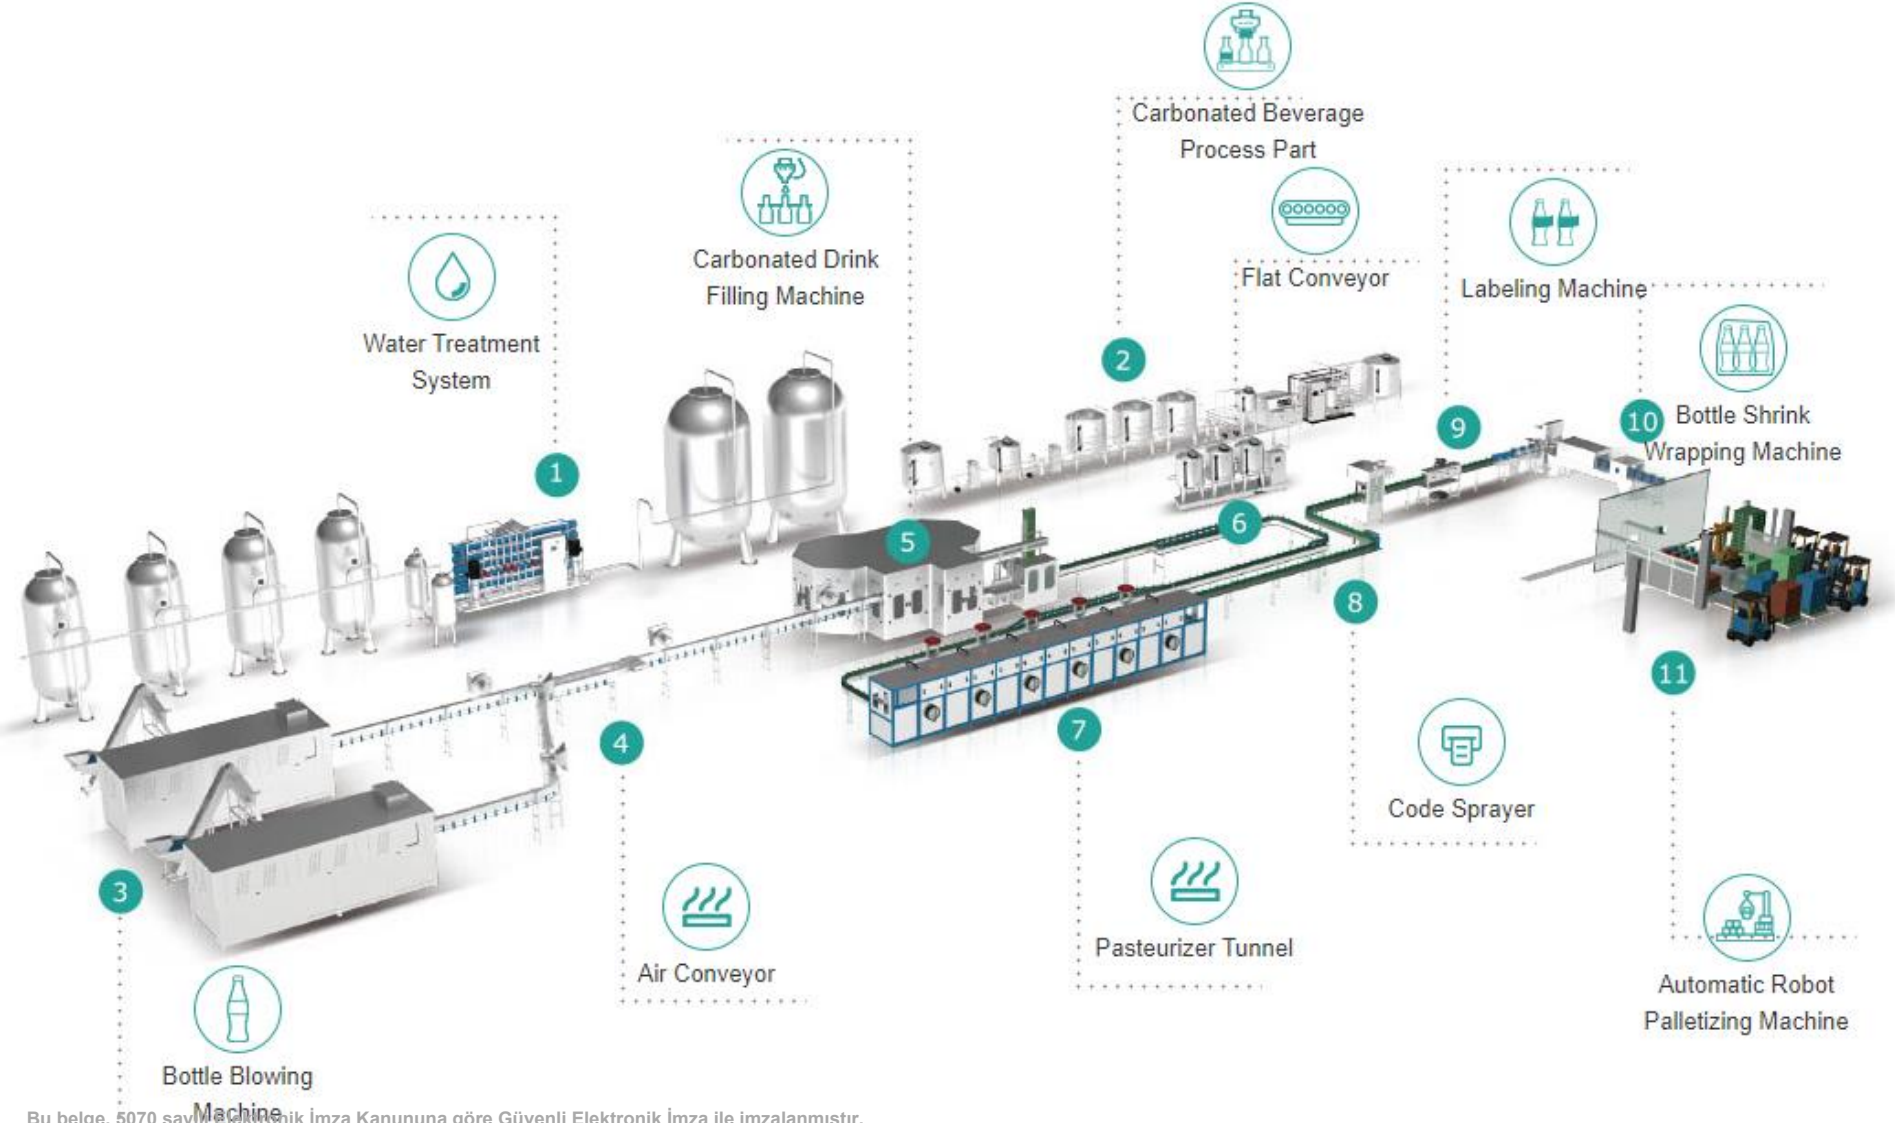 Carbonated Beverage
Process Part
Carbonated Drink
Filling Machine
Flat Conveyor
Labeling Machine
Water Treatment
System
Bottle Shrink
Wrapping Machine
1
2
3
4
5
6
7
8
9
10
11
Code Sprayer
Pasteurizer Tunnel
Air Conveyor
Automatic Robot
Palletizing Machine
Bottle Blowing
Machine
Bu belge, 5070 sayılı Elektronik İmza Kanununa göre Güvenli Elektronik İmza ile imzalanmıştır.